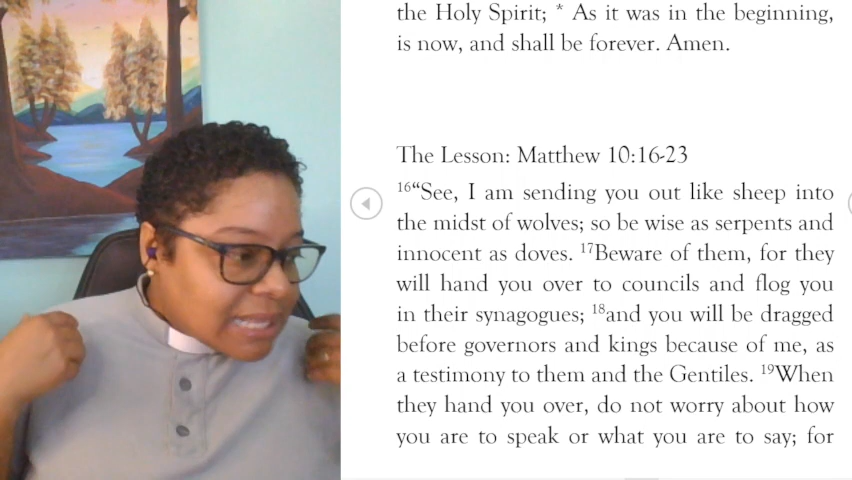 the Holy Spirit; * As it was in the beginning,
is now, and shall be forever. Amen.
The Lesson: Matthew 10:16-23
16“See, I am sending you out like sheep into
the midst of wolves; so be wise as serpents and
innocent as doves. 17Beware of them, for they
will hand you over to councils and flog you
in their synagogues; 18and you will be dragged
before governors and kings because of me, as
a testimony to them and the Gentiles. 19When
they hand you over, do not worry about how
you are to speak or what you are to say; for